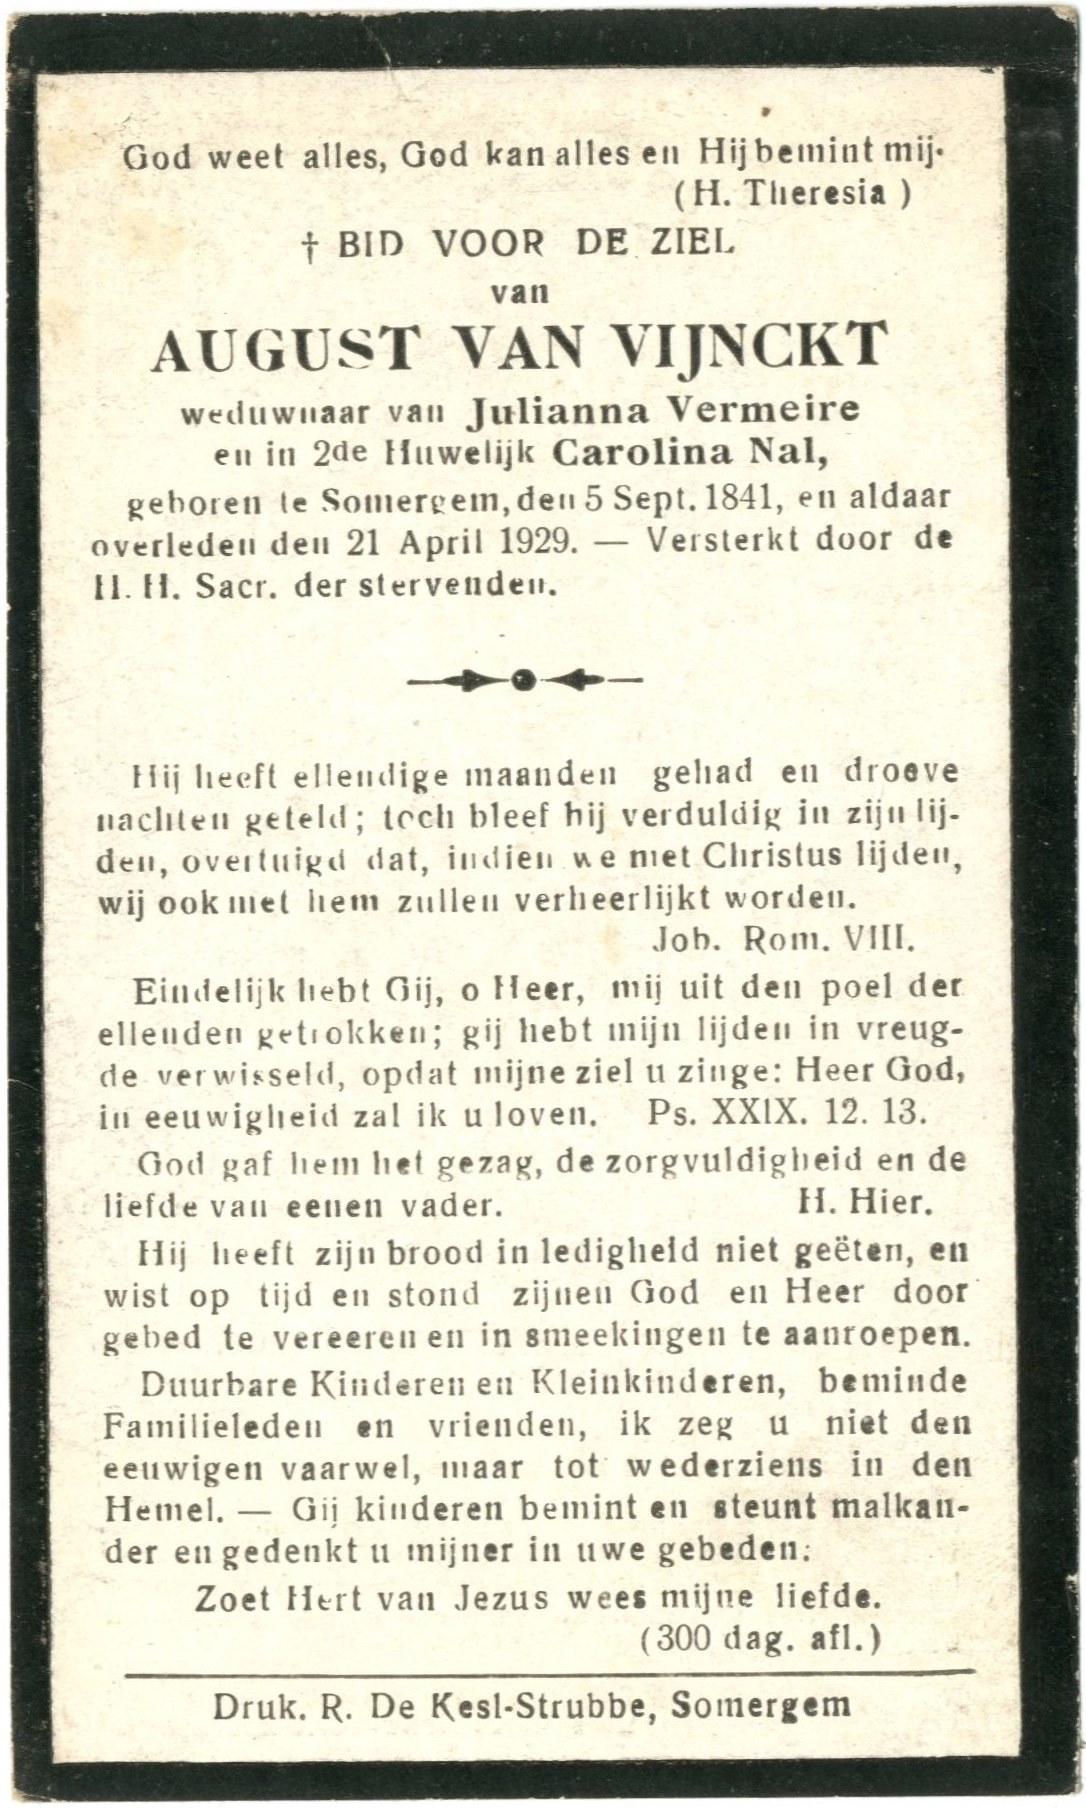 God weet alles, God kan alles en Hij bemint mij.
(H. Theresia)
† BID VOOR DE ZIEL
van
AUGUST VAN VIJNCKT
weduwnaar van Julianna Vermeire
en in 2de Huwelijk Carolina Nal,
geboren te Somergem, den 5 Sept. 1841, en aldaar
overleden den 21 April 1929. — Versterkt door de
H. H. Sacr. der stervenden.
Hij heeft ellendige maanden gehad en droeve
nachten geteld; toch bleef hij verduldig in zijn lij-
den, overtuigd dat, indien we met Christus lijden,
wij ook met hem zullen verheerlijkt worden.
Job. Rom. VIII.
Eindelijk hebt Gij, o Heer, mij uit den poel der
ellenden getrokken; gij hebt mijn lijden in vreug-
de verwisseld, opdat mijne ziel u zinge: Heer God,
in eeuwigheid zal ik u loven. Ps. XXIX. 12. 13.
God gaf hem het gezag, de zorgvuldigheid en de
liefde van eenen vader. H. Hier.
Hij heeft zijn brood in ledigheid niet geëten, en
wist op tijd en stond zijnen God en Heer door
gebed te vereeren en in smeekingen te aanroepen.
Duurbare Kinderen en Kleinkinderen, beminde
Familieleden en vrienden, ik zeg u niet den
eeuwigen vaarwel, maar tot wederziens in den
Hemel. — Gij kinderen bemint en steunt malkan-
der en gedenkt u mijner in uwe gebeden.
Zoet Hert van Jezus wees mijne liefde.
(300 dag. afl.)
Druk. R. De Kesl-Strubbe, Somergem